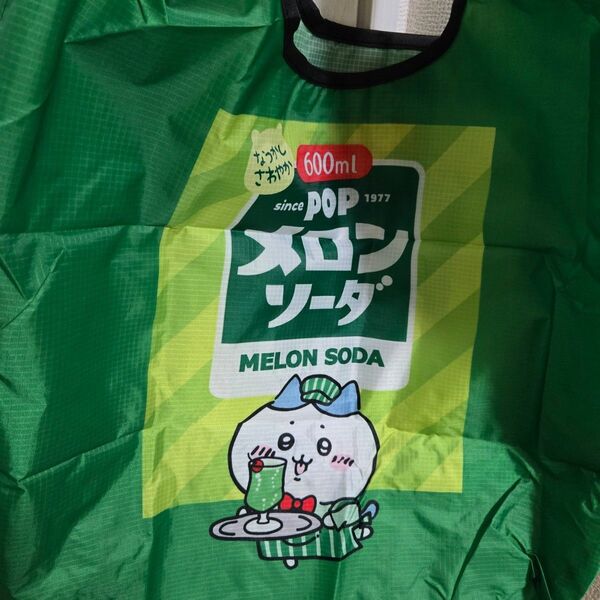 なつかし
さわやか
600ml
since POP 1977
メロン
ソーダ
MELON SODA